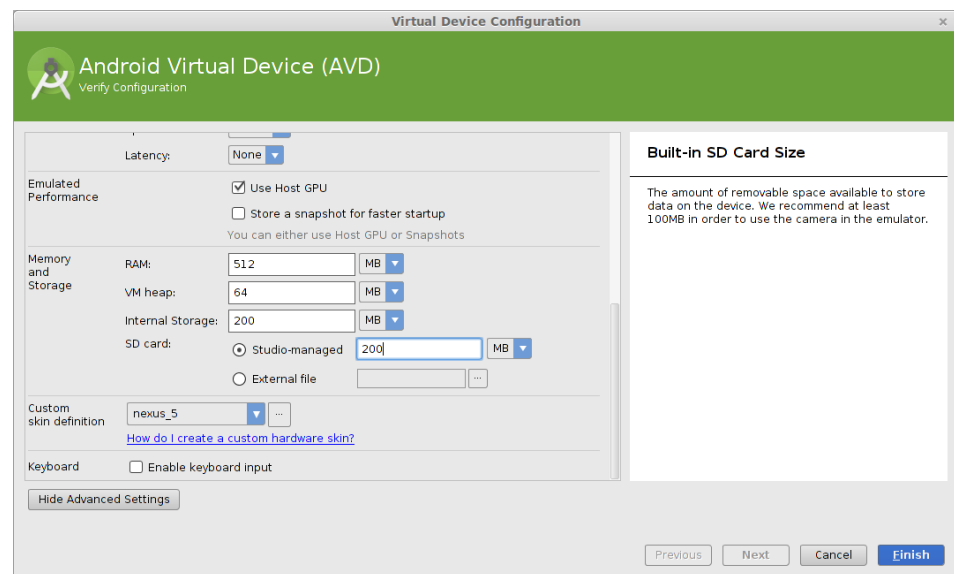 Virtual Device Configuration
×
Android Virtual Device (AVD)
Verify Configuration
Latency: None
Emulated
Performance
Use Host GPU
Store a snapshot for faster startup
You can either use Host GPU or Snapshots
Memory
and
Storage
RAM: 512 MB
VM heap: 64 MB
Internal Storage: 200 MB
SD card: Studio-managed 200 MB
External file ...
Custom
skin definition
nexus_5 ...
How do I create a custom hardware skin?
Keyboard Enable keyboard input
Hide Advanced Settings
Built-in SD Card Size
The amount of removable space available to store
data on the device. We recommend at least
100MB in order to use the camera in the emulator.
Previous Next Cancel Finish